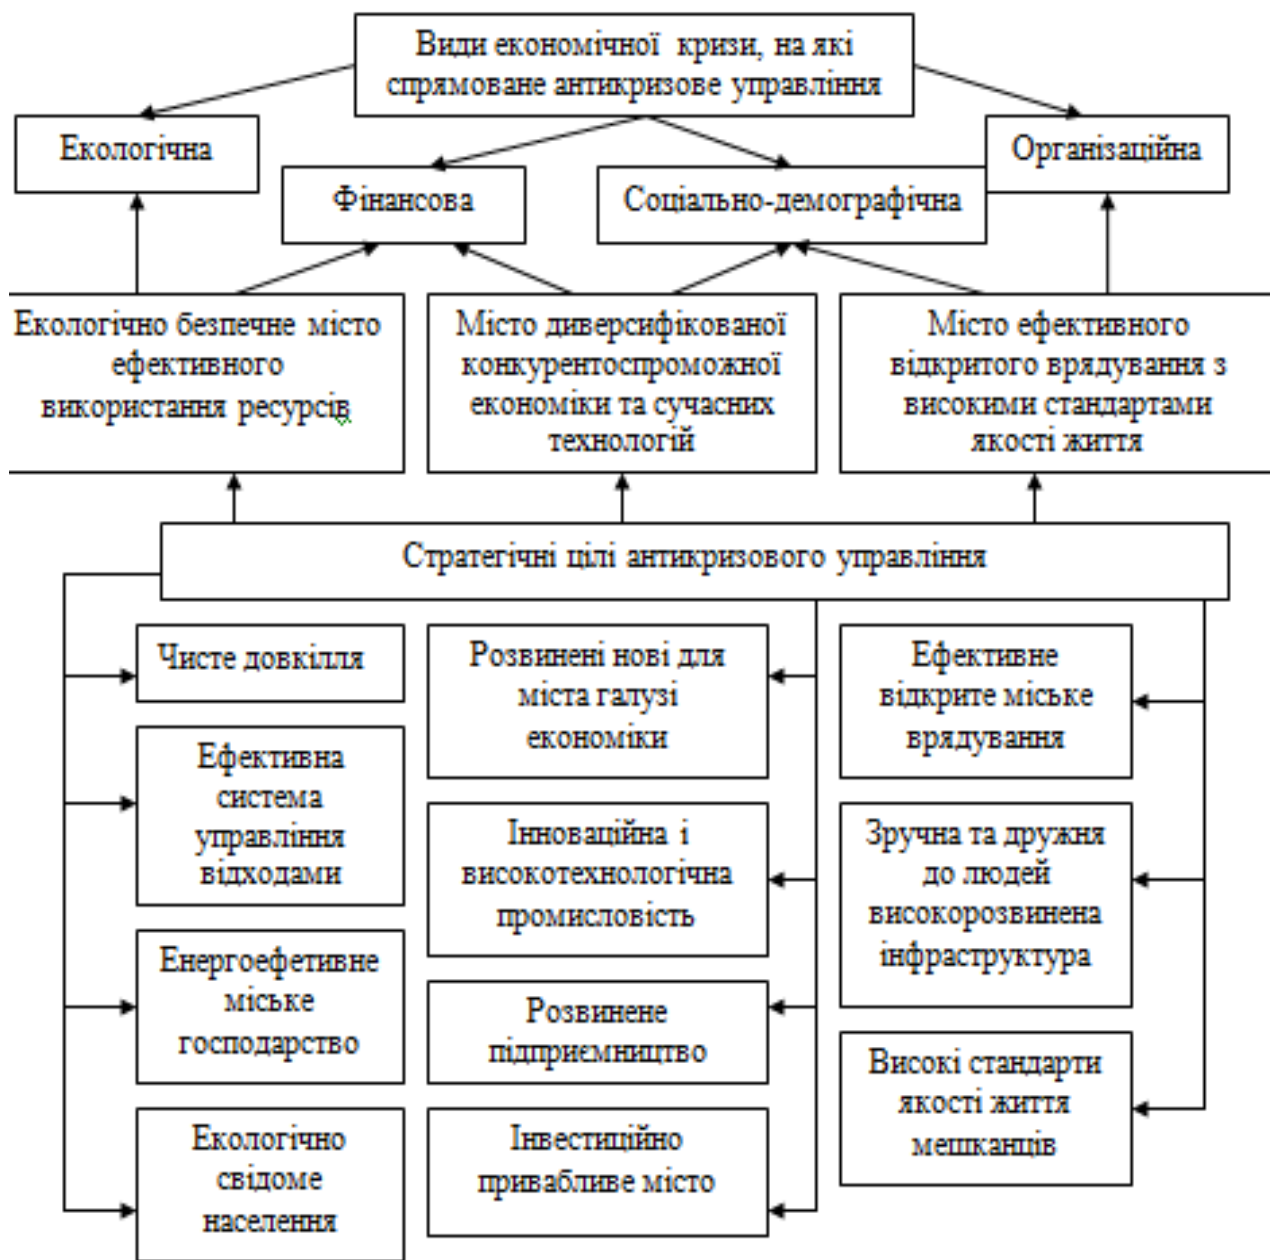 Види економічної кризи, на які
спрямоване антикризове управління
Екологічна
Фінансова
Соціально-демографічна
Організаційна
Екологічно безпечне місто
ефективного
використання ресурсів
Місто диверсифікованої
конкурентоспроможної
економіки та сучасних
технологій
Місто ефективного
відкритого врядування з
високими стандартами
якості життя
Стратегічні цілі антикризового управління
Чисте довкілля
Ефективна
система
управління
відходами
Енергоефетивне
міське
господарство
Екологічно
свідоме
населення
Розвинені нові для
міста галузі
економіки
Інноваційна і
високотехнологічна
промисловість
Розвинене
підприємництво
Інвестиційно
привабливе місто
Ефективне
відкрите міське
врядування
Зручна та дружня
до людей
високорозвинена
інфраструктура
Високі стандарти
якості життя
мешканців